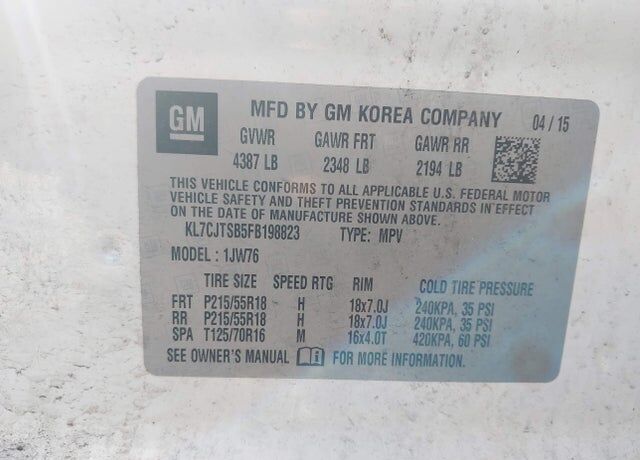 GM MFD BY GM KOREA COMPANY 04 / 15
GVWR GAWR FRT GAWR RR
4387 LB 2348 LB 2194 LB
THIS VEHICLE CONFORMS TO ALL APPLICABLE U.S. FEDERAL MOTOR
VEHICLE SAFETY AND THEFT PREVENTION STANDARDS IN EFFECT
ON THE DATE OF MANUFACTURE SHOWN ABOVE.
KL7CJTSB5FB198823 TYPE: MPV
MODEL: 1JW76
TIRE SIZE SPEED RTG RIM COLD TIRE PRESSURE
FRT P215/55R18 H 18x7.0J 240KPA, 35 PSI
RR P215/55R18 H 18x7.0J 240KPA, 35 PSI
SPA T125/70R16 M 16x4.0T 420KPA, 60 PSI
SEE OWNER'S MANUAL FOR MORE INFORMATION.